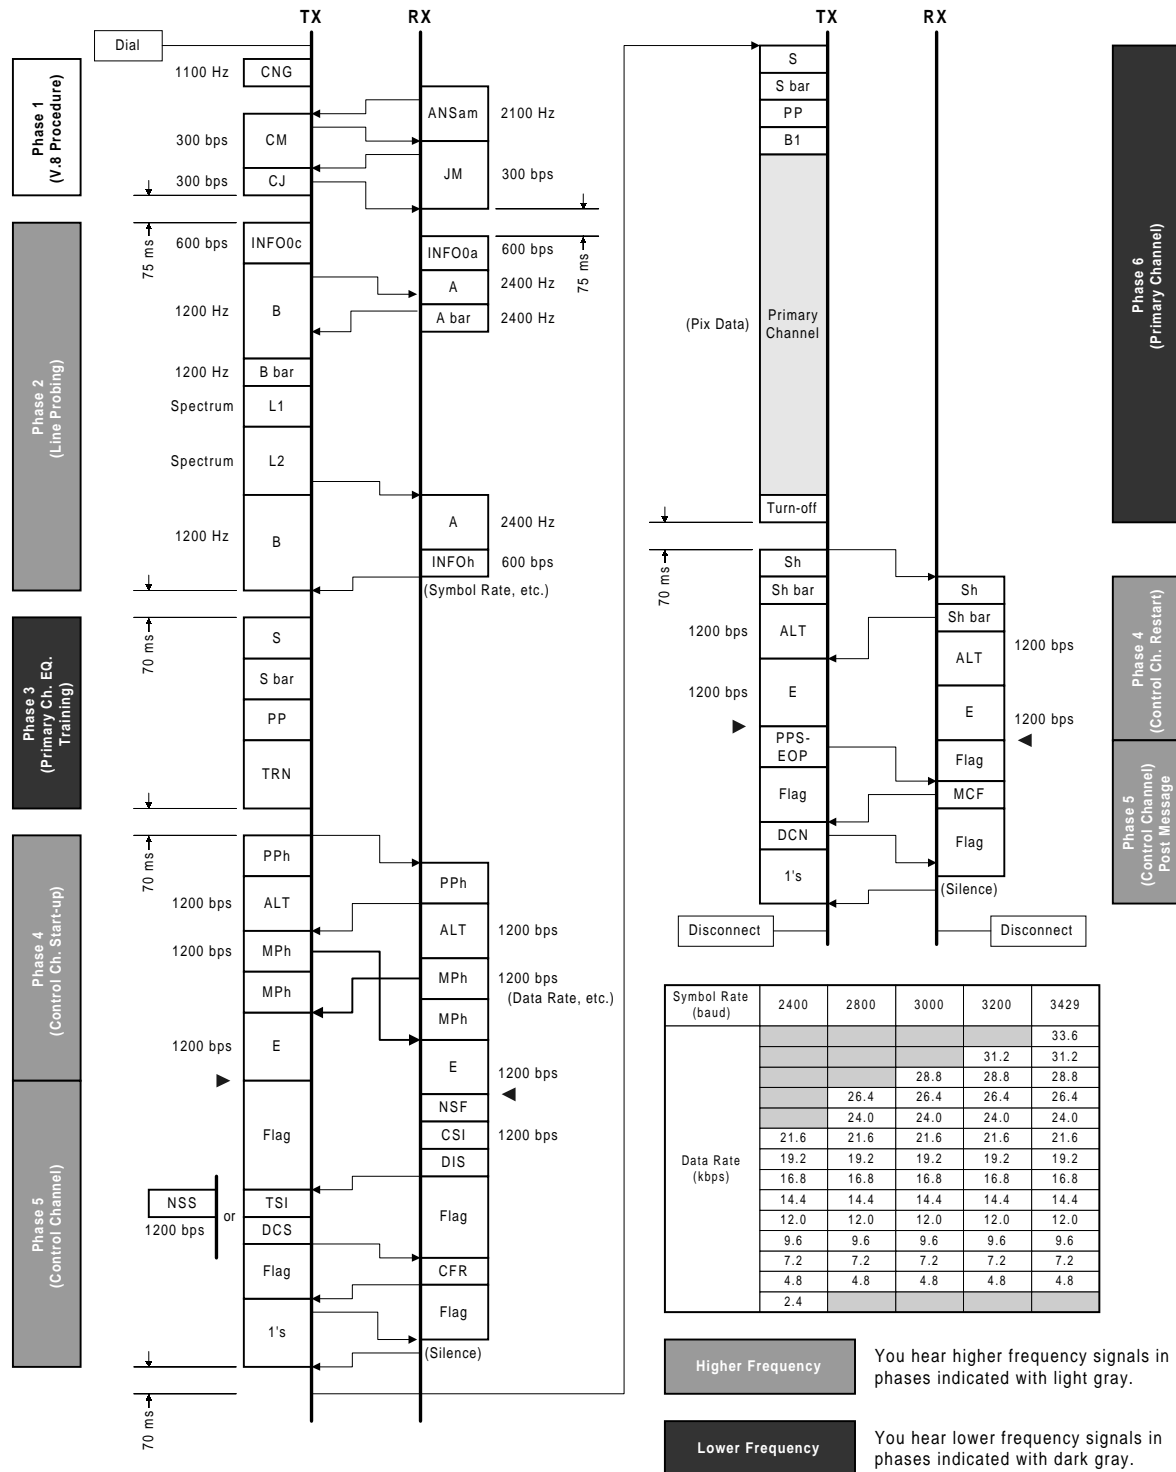 TX RX
Dial
Phase 1
(V.8 Procedure)
1100 Hz CNG
ANSam 2100 Hz
300 bps CM
300 bps CJ
JM 300 bps
75 ms
75 ms
Phase 2
(Line Probing)
600 bps INFO0c
INFO0a 600 bps
A 2400 Hz
1200 Hz B
A bar 2400 Hz
1200 Hz B bar
Spectrum L1
Spectrum L2
1200 Hz B
A 2400 Hz
INFOh 600 bps
(Symbol Rate, etc.)
Phase 3
(Primary Ch. EQ.
Training)
70 ms
S
S bar
PP
TRN
Phase 4
(Control Ch. Start-up)
70 ms
PPh
PPh
1200 bps ALT
ALT 1200 bps
1200 bps MPh
MPh 1200 bps
(Data Rate, etc.)
MPh
MPh
1200 bps E
E 1200 bps
Phase 5
(Control Channel)
Flag
NSF
CSI 1200 bps
DIS
NSS or TSI
1200 bps DCS
Flag
Flag
CFR
Flag
1's
(Silence)
70 ms
TX RX
S
S bar
PP
B1
(Pix Data) Primary
Channel
Turn-off
Phase 6
(Primary Channel)
70 ms
Sh
Sh
Sh bar
Sh bar
1200 bps ALT
ALT 1200 bps
1200 bps E
E 1200 bps
Phase 4
(Control Ch. Restart)
PPS-
EOP
Flag
Flag
MCF
DCN
Flag
1's
(Silence)
Phase 5
(Control Channel)
Post Message
Disconnect Disconnect
Symbol Rate
(baud) 2400 2800 3000 3200 3429
Data Rate
(kbps)
33.6
31.2 31.2
28.8 28.8 28.8
26.4 26.4 26.4 26.4
24.0 24.0 24.0 24.0
21.6 21.6 21.6 21.6 21.6
19.2 19.2 19.2 19.2 19.2
16.8 16.8 16.8 16.8 16.8
14.4 14.4 14.4 14.4 14.4
12.0 12.0 12.0 12.0 12.0
9.6 9.6 9.6 9.6 9.6
7.2 7.2 7.2 7.2 7.2
4.8 4.8 4.8 4.8 4.8
2.4
Higher Frequency
You hear higher frequency signals in
phases indicated with light gray.
Lower Frequency
You hear lower frequency signals in
phases indicated with dark gray.